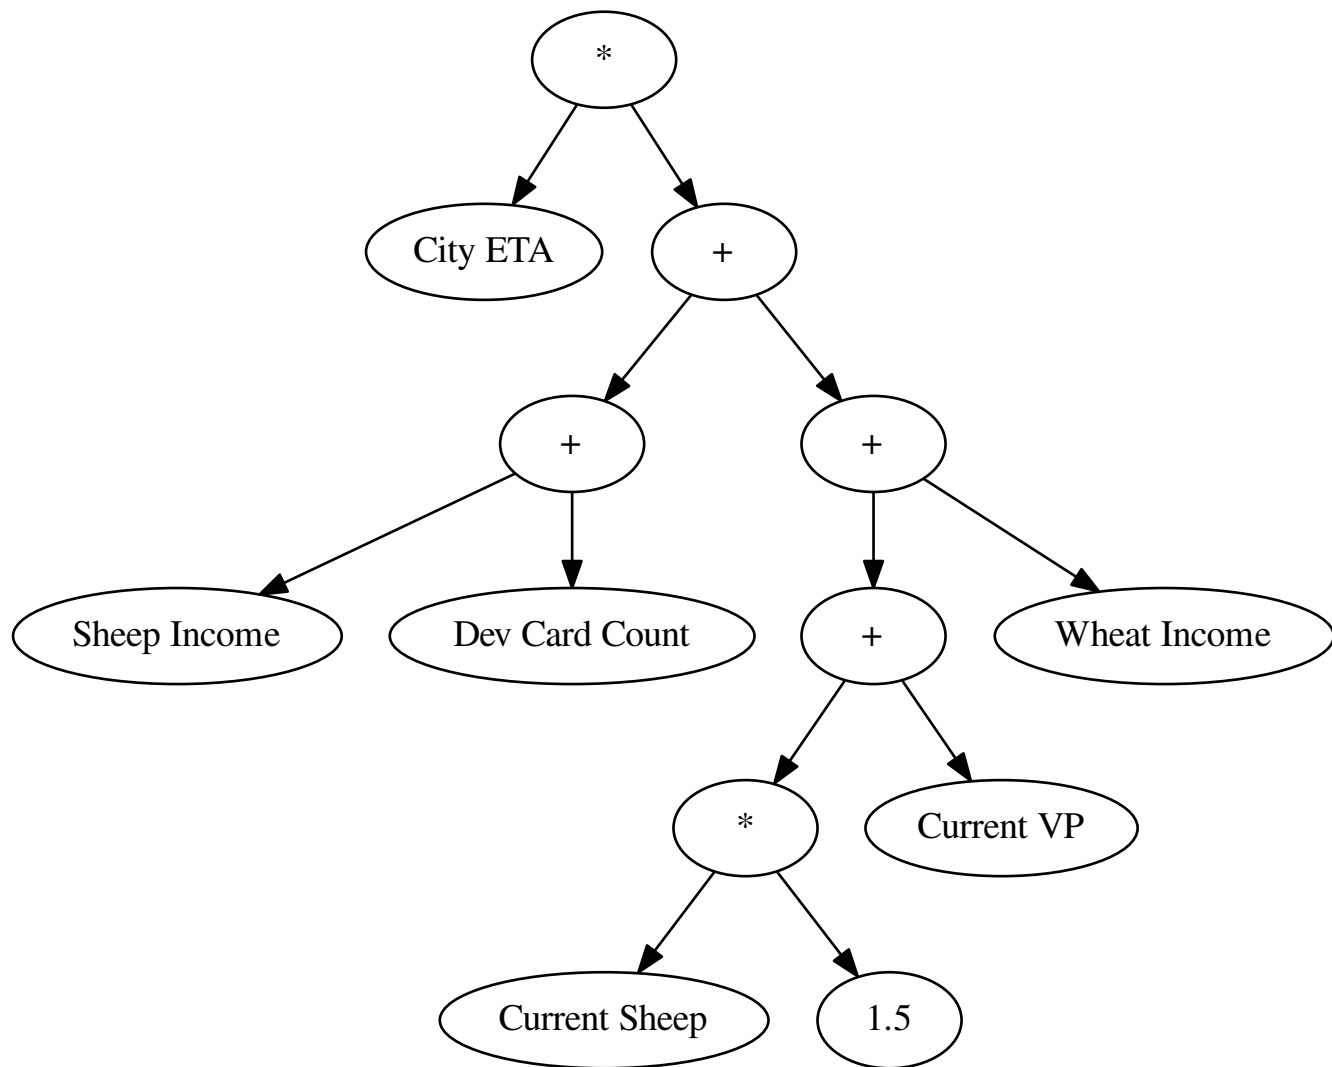 *
City ETA
+
+
+
Sheep Income
Dev Card Count
+
Wheat Income
*
Current VP
Current Sheep
1.5